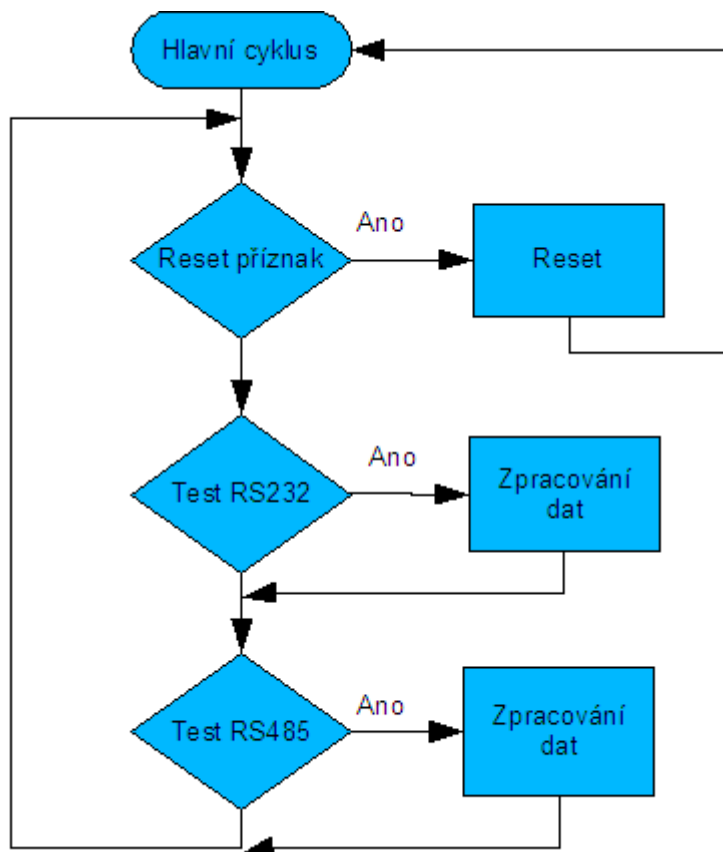 Hlavní cyklus
Ano
Reset příznak
Reset
Ano
Test RS232
Zpracování
dat
Ano
Test RS485
Zpracování
dat